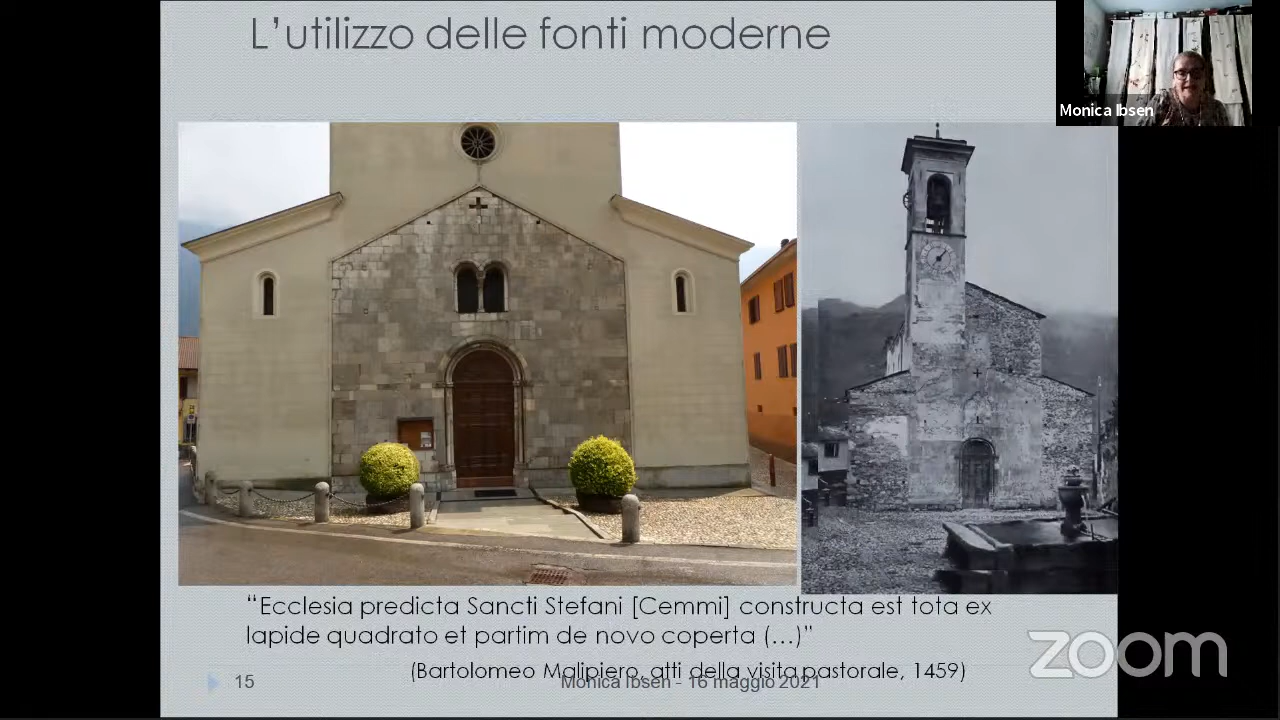 L’utilizzo delle fonti moderne
Monica Ibsen
“Ecclesia predicta Sancti Stefani [Cemmi] constructa est tota ex
lapide quadrato et partim de novo coperta (…)”
(Bartolomeo Malipiero, atti della visita pastorale, 1459)
15
Monica Ibsen - 16 maggio 2021
zoom